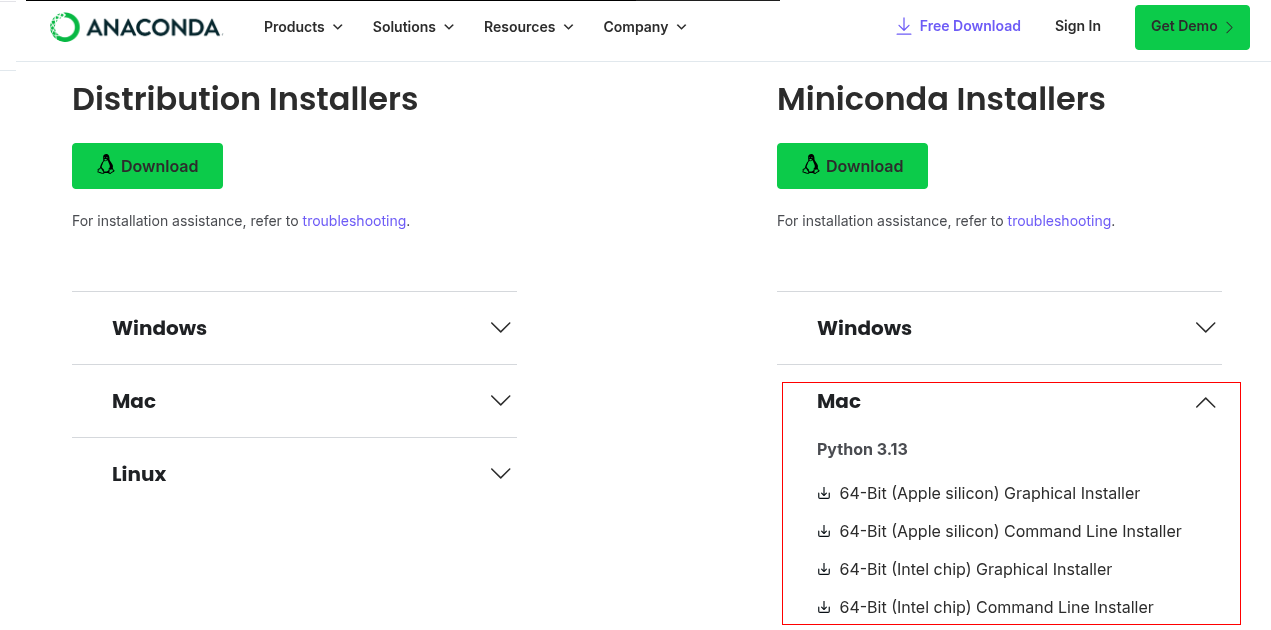 ANACONDA Products Solutions Resources Company Free Download Sign In Get Demo
Distribution Installers
Download
For installation assistance, refer to troubleshooting.
Windows
Mac
Linux
Miniconda Installers
Download
For installation assistance, refer to troubleshooting.
Windows
Mac
Python 3.13
64-Bit (Apple silicon) Graphical Installer
64-Bit (Apple silicon) Command Line Installer
64-Bit (Intel chip) Graphical Installer
64-Bit (Intel chip) Command Line Installer